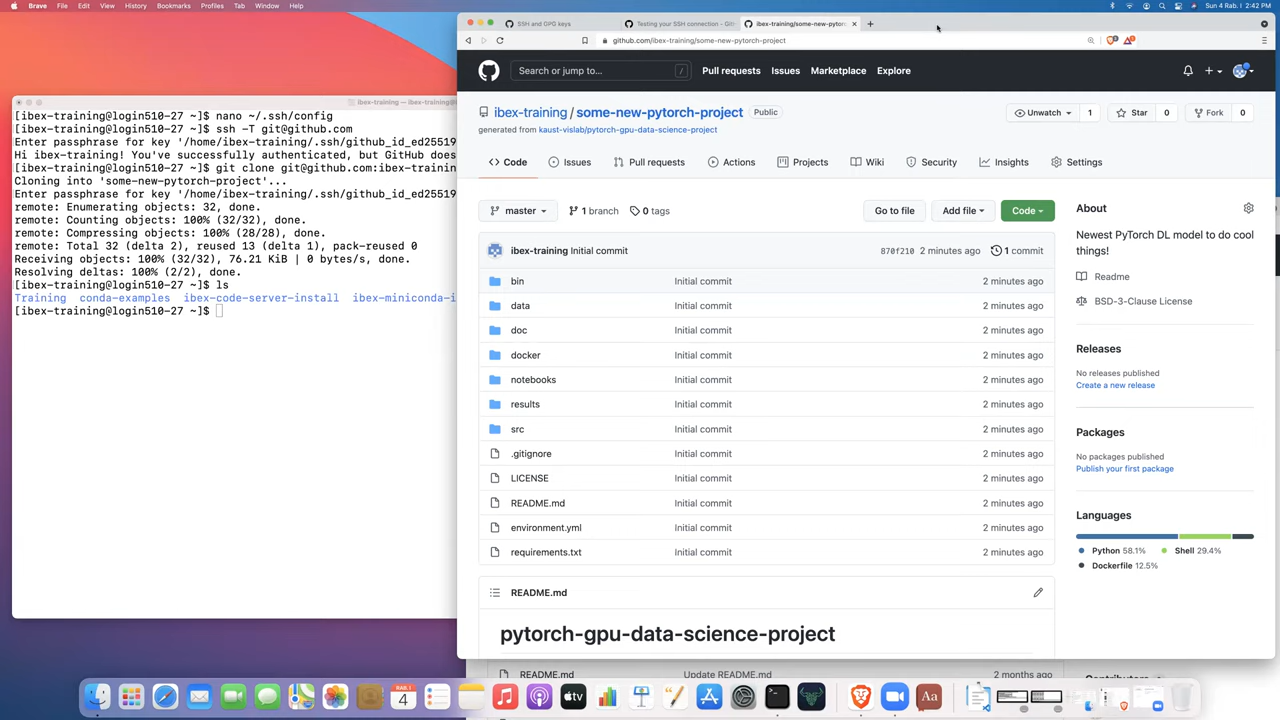 Brave File Edit View History Bookmarks Profiles Tab Window Help
Sun 4 Rab. I 2:42 PM
ibex-training — ibex-training@
[ibex-training@login510-27 ~]$ nano ~/.ssh/config
[ibex-training@login510-27 ~]$ ssh -T git@github.com
Enter passphrase for key '/home/ibex-training/.ssh/github_id_ed25519
Hi ibex-training! You've successfully authenticated, but GitHub does
[ibex-training@login510-27 ~]$ git clone git@github.com:ibex-training
Cloning into 'some-new-pytorch-project'...
Enter passphrase for key '/home/ibex-training/.ssh/github_id_ed25519
remote: Enumerating objects: 32, done.
remote: Counting objects: 100% (32/32), done.
remote: Compressing objects: 100% (28/28), done.
remote: Total 32 (delta 2), reused 13 (delta 1), pack-reused 0
Receiving objects: 100% (32/32), 76.21 KiB | 0 bytes/s, done.
Resolving deltas: 100% (2/2), done.
[ibex-training@login510-27 ~]$ ls
Training conda-examples ibex-code-server-install ibex-miniconda-i
[ibex-training@login510-27 ~]$
SSH and GPG keys
Testing your SSH connection - Git
ibex-training/some-new-pytorch
github.com/ibex-training/some-new-pytorch-project
Search or jump to... /
Pull requests Issues Marketplace Explore
ibex-training / some-new-pytorch-project Public
Unwatch 1 Star 0 Fork 0
generated from kaust-vislab/pytorch-gpu-data-science-project
Code Issues Pull requests Actions Projects Wiki Security Insights Settings
master 1 branch 0 tags Go to file Add file Code
ibex-training Initial commit 870f210 2 minutes ago 1 commit
bin Initial commit 2 minutes ago
data Initial commit 2 minutes ago
doc Initial commit 2 minutes ago
docker Initial commit 2 minutes ago
notebooks Initial commit 2 minutes ago
results Initial commit 2 minutes ago
src Initial commit 2 minutes ago
.gitignore Initial commit 2 minutes ago
LICENSE Initial commit 2 minutes ago
README.md Initial commit 2 minutes ago
environment.yml Initial commit 2 minutes ago
requirements.txt Initial commit 2 minutes ago
README.md
pytorch-gpu-data-science-project
About
Newest PyTorch DL model to do cool
things!
Readme
BSD-3-Clause License
Releases
No releases published
Create a new release
Packages
No packages published
Publish your first package
Languages
Python 58.1% Shell 29.4%
Dockerfile 12.5%
README.md Update README.md 2 months ago
RAB. I
4
tv
Aa